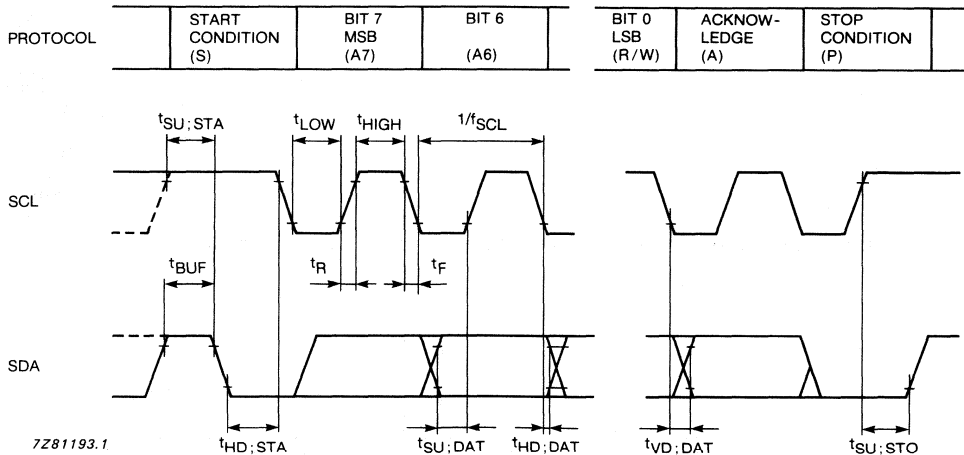 PROTOCOL
START
CONDITION
(S)
BIT 7
MSB
(A7)
BIT 6
(A6)
BIT 0
LSB
(R/W)
ACKNOW-
LEDGE
(A)
STOP
CONDITION
(P)
tSU;STA
tLOW
tHIGH
1/fSCL
SCL
tBUF
tR
tF
SDA
tHD;STA
tSU;DAT
tHD;DAT
tVD;DAT
tSU;STO
7Z81193.1